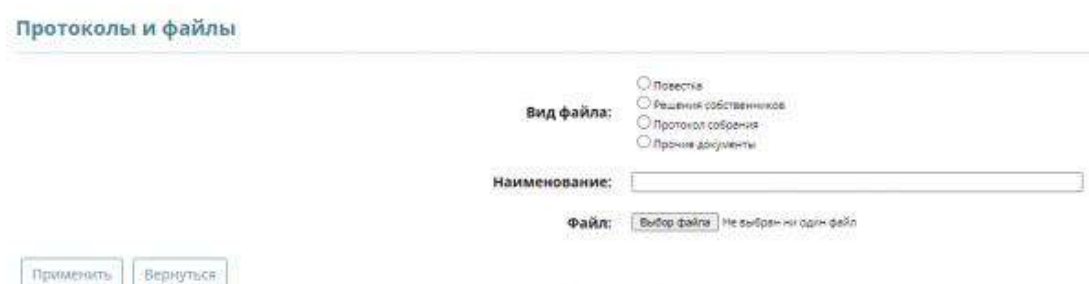 Протоколы и файлы
Вид файла:
Повестка
Решения собственников
Протокол собрания
Прочие документы
Наименование:
Файл: Выбор файла Не выбран ни один файл
Применить Вернуться